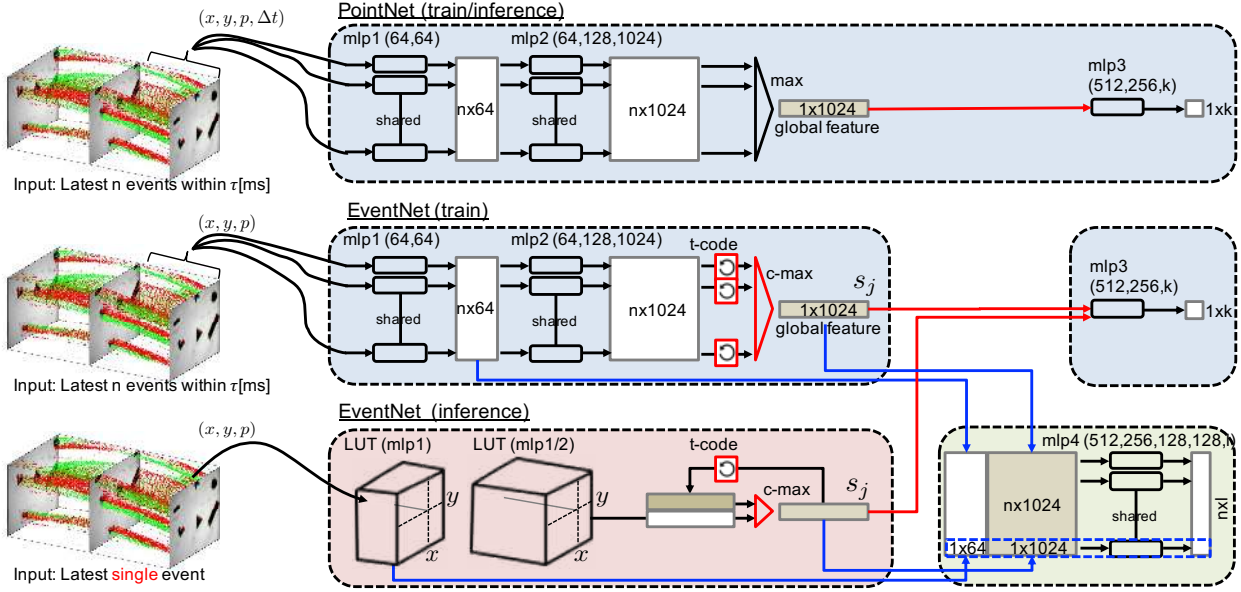 PointNet (train/inference)
(x, y, p, Δt)
mlp1 (64,64)
mlp2 (64,128,1024)
shared
nx64
shared
nx1024
max
1x1024
global feature
mlp3
(512,256,k)
1xk
Input: Latest n events within τ[ms]
EventNet (train)
(x, y, p)
mlp1 (64,64)
mlp2 (64,128,1024)
t-code
shared
nx64
shared
nx1024
c-max
s_j
1x1024
global feature
mlp3
(512,256,k)
1xk
Input: Latest n events within τ[ms]
EventNet (inference)
(x, y, p)
LUT (mlp1)
LUT (mlp1/2)
t-code
y
x
y
x
c-max
s_j
mlp4 (512,256,128,128,l
nx1024
shared
nxl
1x64
1x1024
Input: Latest single event